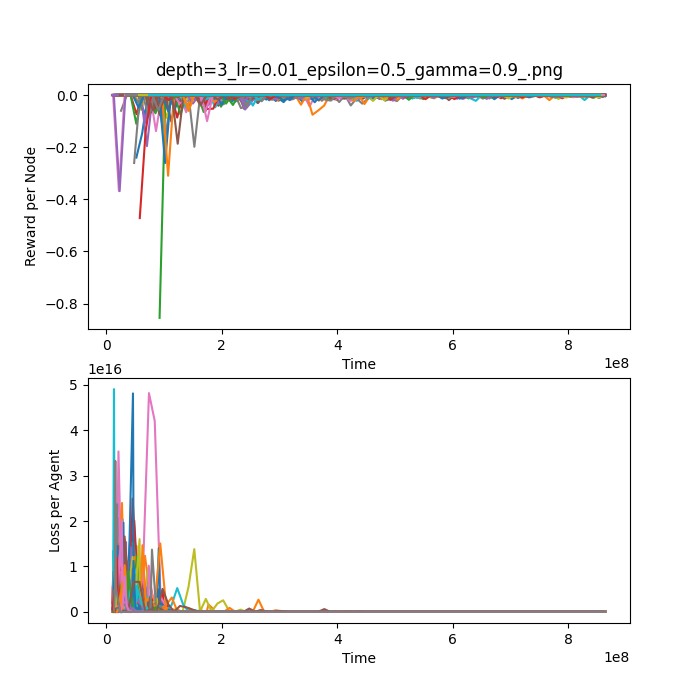 depth=3_lr=0.01_epsilon=0.5_gamma=0.9_.png
0.0
−0.2
−0.4
−0.6
−0.8
Reward per Node
0 2 4 6 8
Time
1e8
1e16
5
4
3
2
1
0
Loss per Agent
0 2 4 6 8
Time
1e8